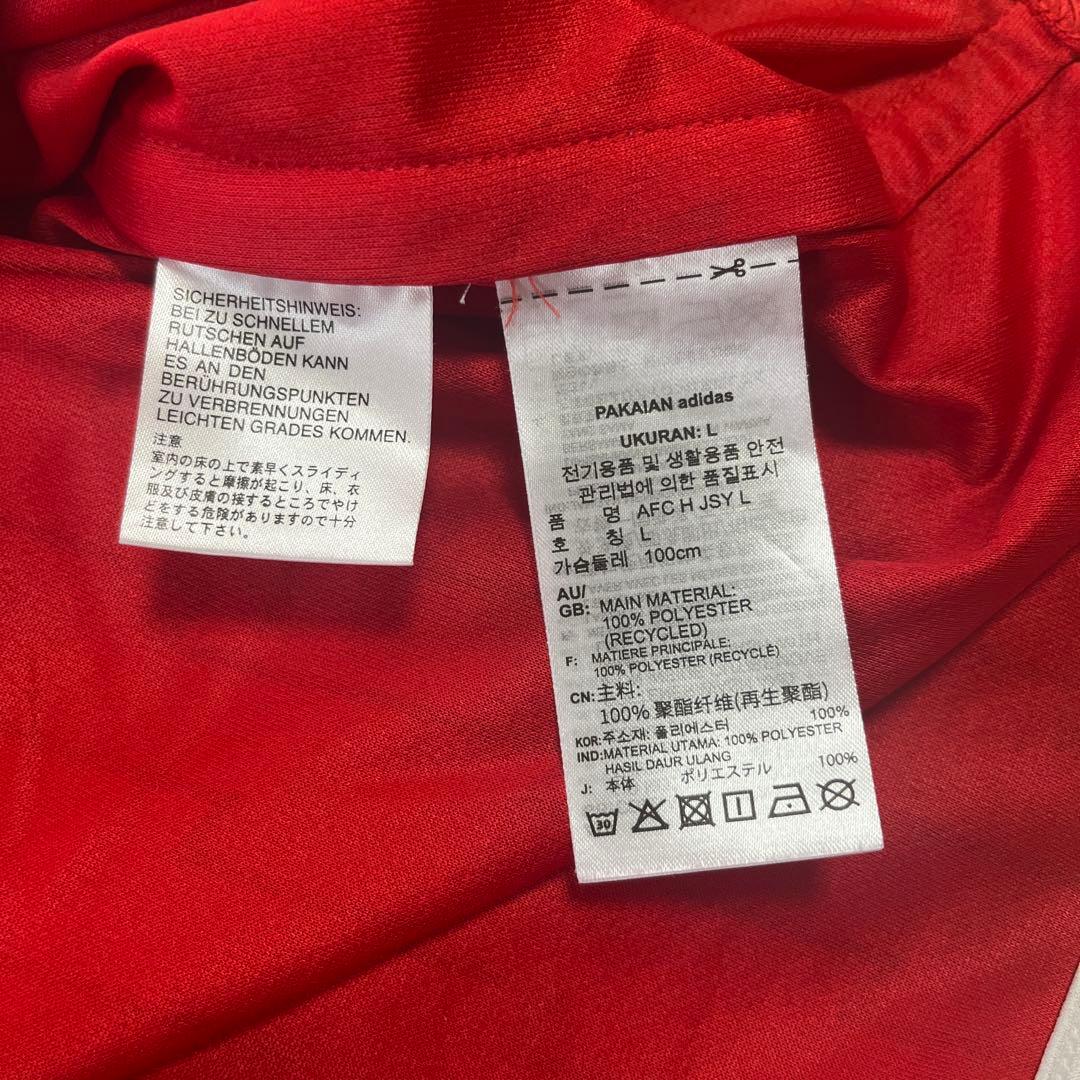 SICHERHEITSHINWEIS:
BEI ZU SCHNELLEM
RUTSCHEN AUF
HALLENBÖDEN KANN
ES AN DEN
BERÜHRUNGSPUNKTEN
ZU VERBRENNUNGEN
LEICHTEN GRADES KOMMEN.
注意
室内の床の上で素早くスライディ
ングすると摩擦が起こり、床、衣
服及び皮膚の接するところでやけ
どをする危険がありますので十分
注意して下さい。
PAKAIAN adidas
UKURAN: L
전기용품 및 생활용품 안전
관리법에 의한 품질표시
품 명 AFC H JSY L
호 칭 L
가슴둘레 100cm
AU/
GB: MAIN MATERIAL:
100% POLYESTER
(RECYCLED)
F: MATIERE PRINCIPALE:
100% POLYESTER (RECYCLÉ)
CN: 主料:
100% 聚酯纤维(再生聚酯)
KOR: 주소재: 폴리에스터 100%
IND: MATERIAL UTAMA: 100% POLYESTER
HASIL DAUR ULANG
J: 本体 ポリエステル 100%
30